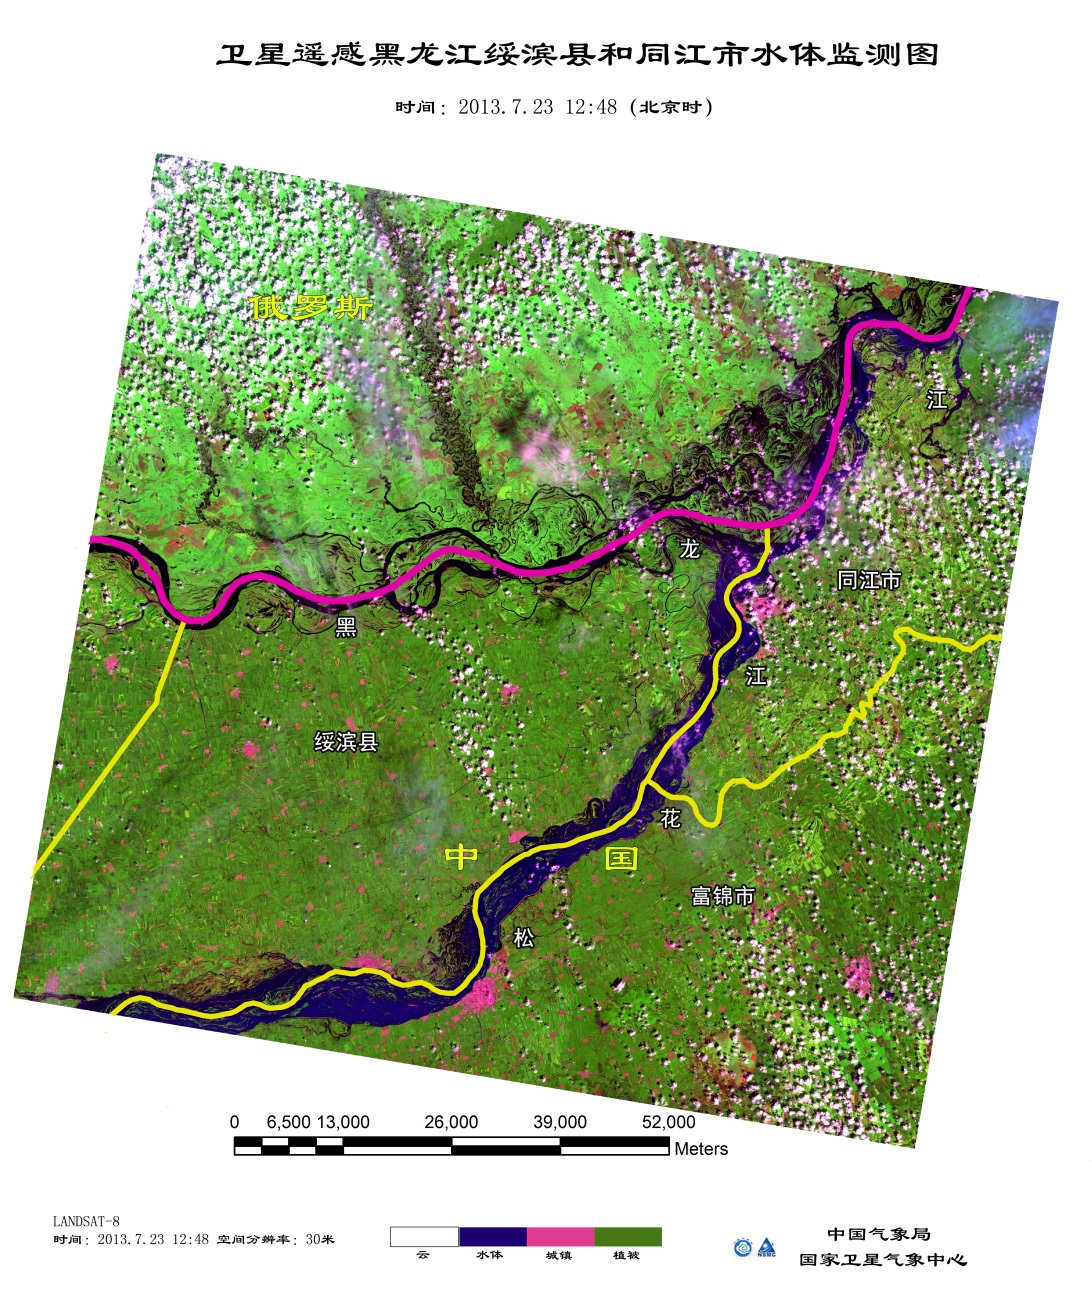 卫星遥感黑龙江绥滨县和同江市水体监测图
时间：2013.7.23 12:48 (北京时)
俄罗斯
江
龙
同江市
黑
江
绥滨县
花
中 国
富锦市
松
0 6,500 13,000 26,000 39,000 52,000
Meters
LANDSAT-8
时间：2013.7.23 12:48 空间分辨率：30米
云 水体 城镇 植被
NSMC
中国气象局
国家卫星气象中心